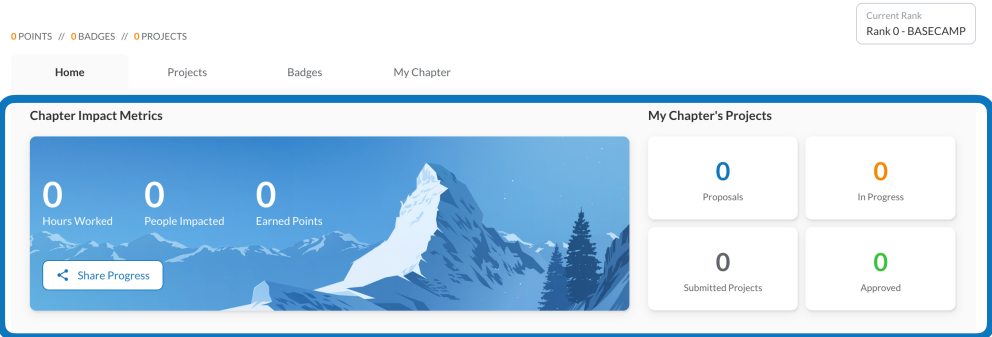 Current Rank
Rank 0 - BASECAMP
0 POINTS // 0 BADGES // 0 PROJECTS
Home
Projects
Badges
My Chapter
Chapter Impact Metrics
0
Hours Worked
0
People Impacted
0
Earned Points
Share Progress
My Chapter's Projects
0
Proposals
0
In Progress
0
Submitted Projects
0
Approved